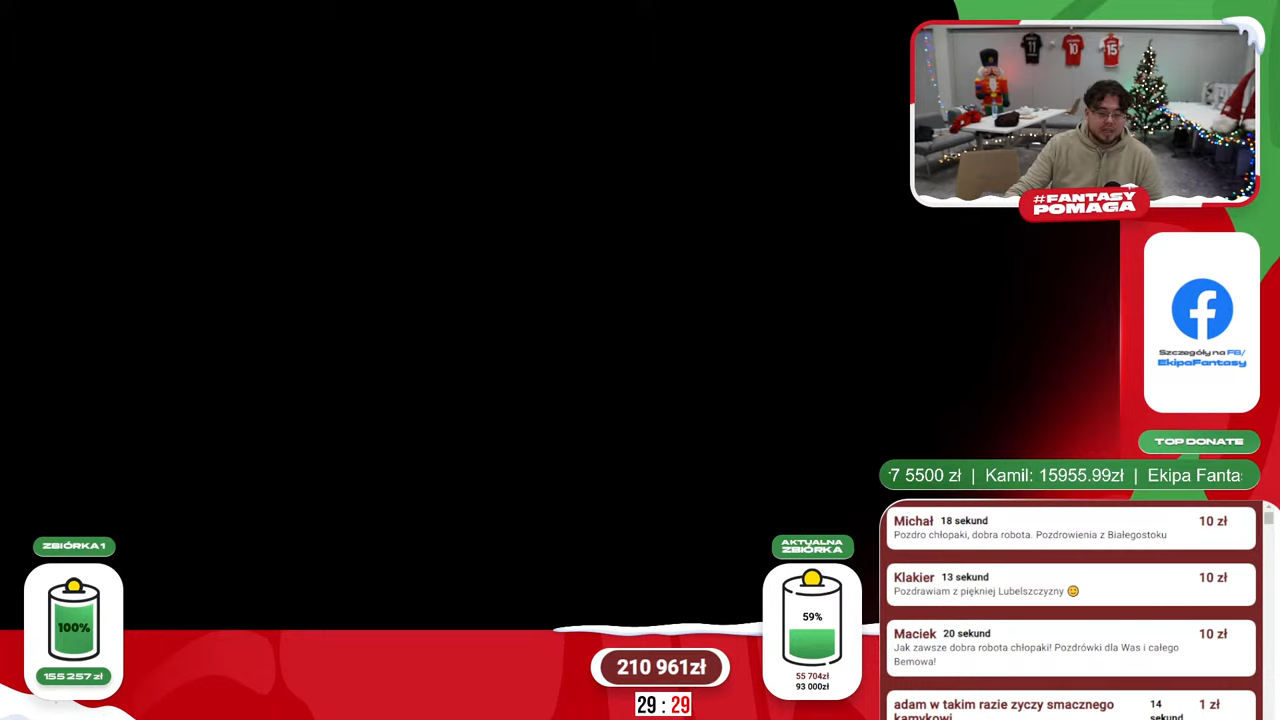 11
10
15
#FANTASY
POMAGA
Szczegóły na FB/
EkipaFantasy
TOP DONATE
7 5500 zł | Kamil: 15955.99zł | Ekipa Fanta
Michał 18 sekund 10 zł
Pozdro chłopaki, dobra robota. Pozdrowienia z Białegostoku
Klakier 13 sekund 10 zł
Pozdrawiam z pięknej Lubelszczyzny 😊
Maciek 20 sekund 10 zł
Jak zawsze dobra robota chłopaki! Pozdrówki dla Was i całego
Bemowa!
adam w takim razie zyczy smacznego 14 1 zł
kamykowi sekund
ZBIÓRKA 1
100%
155 257 zł
AKTUALNA
ZBIÓRKA
59%
55 704zł
93 000zł
210 961zł
29 : 29